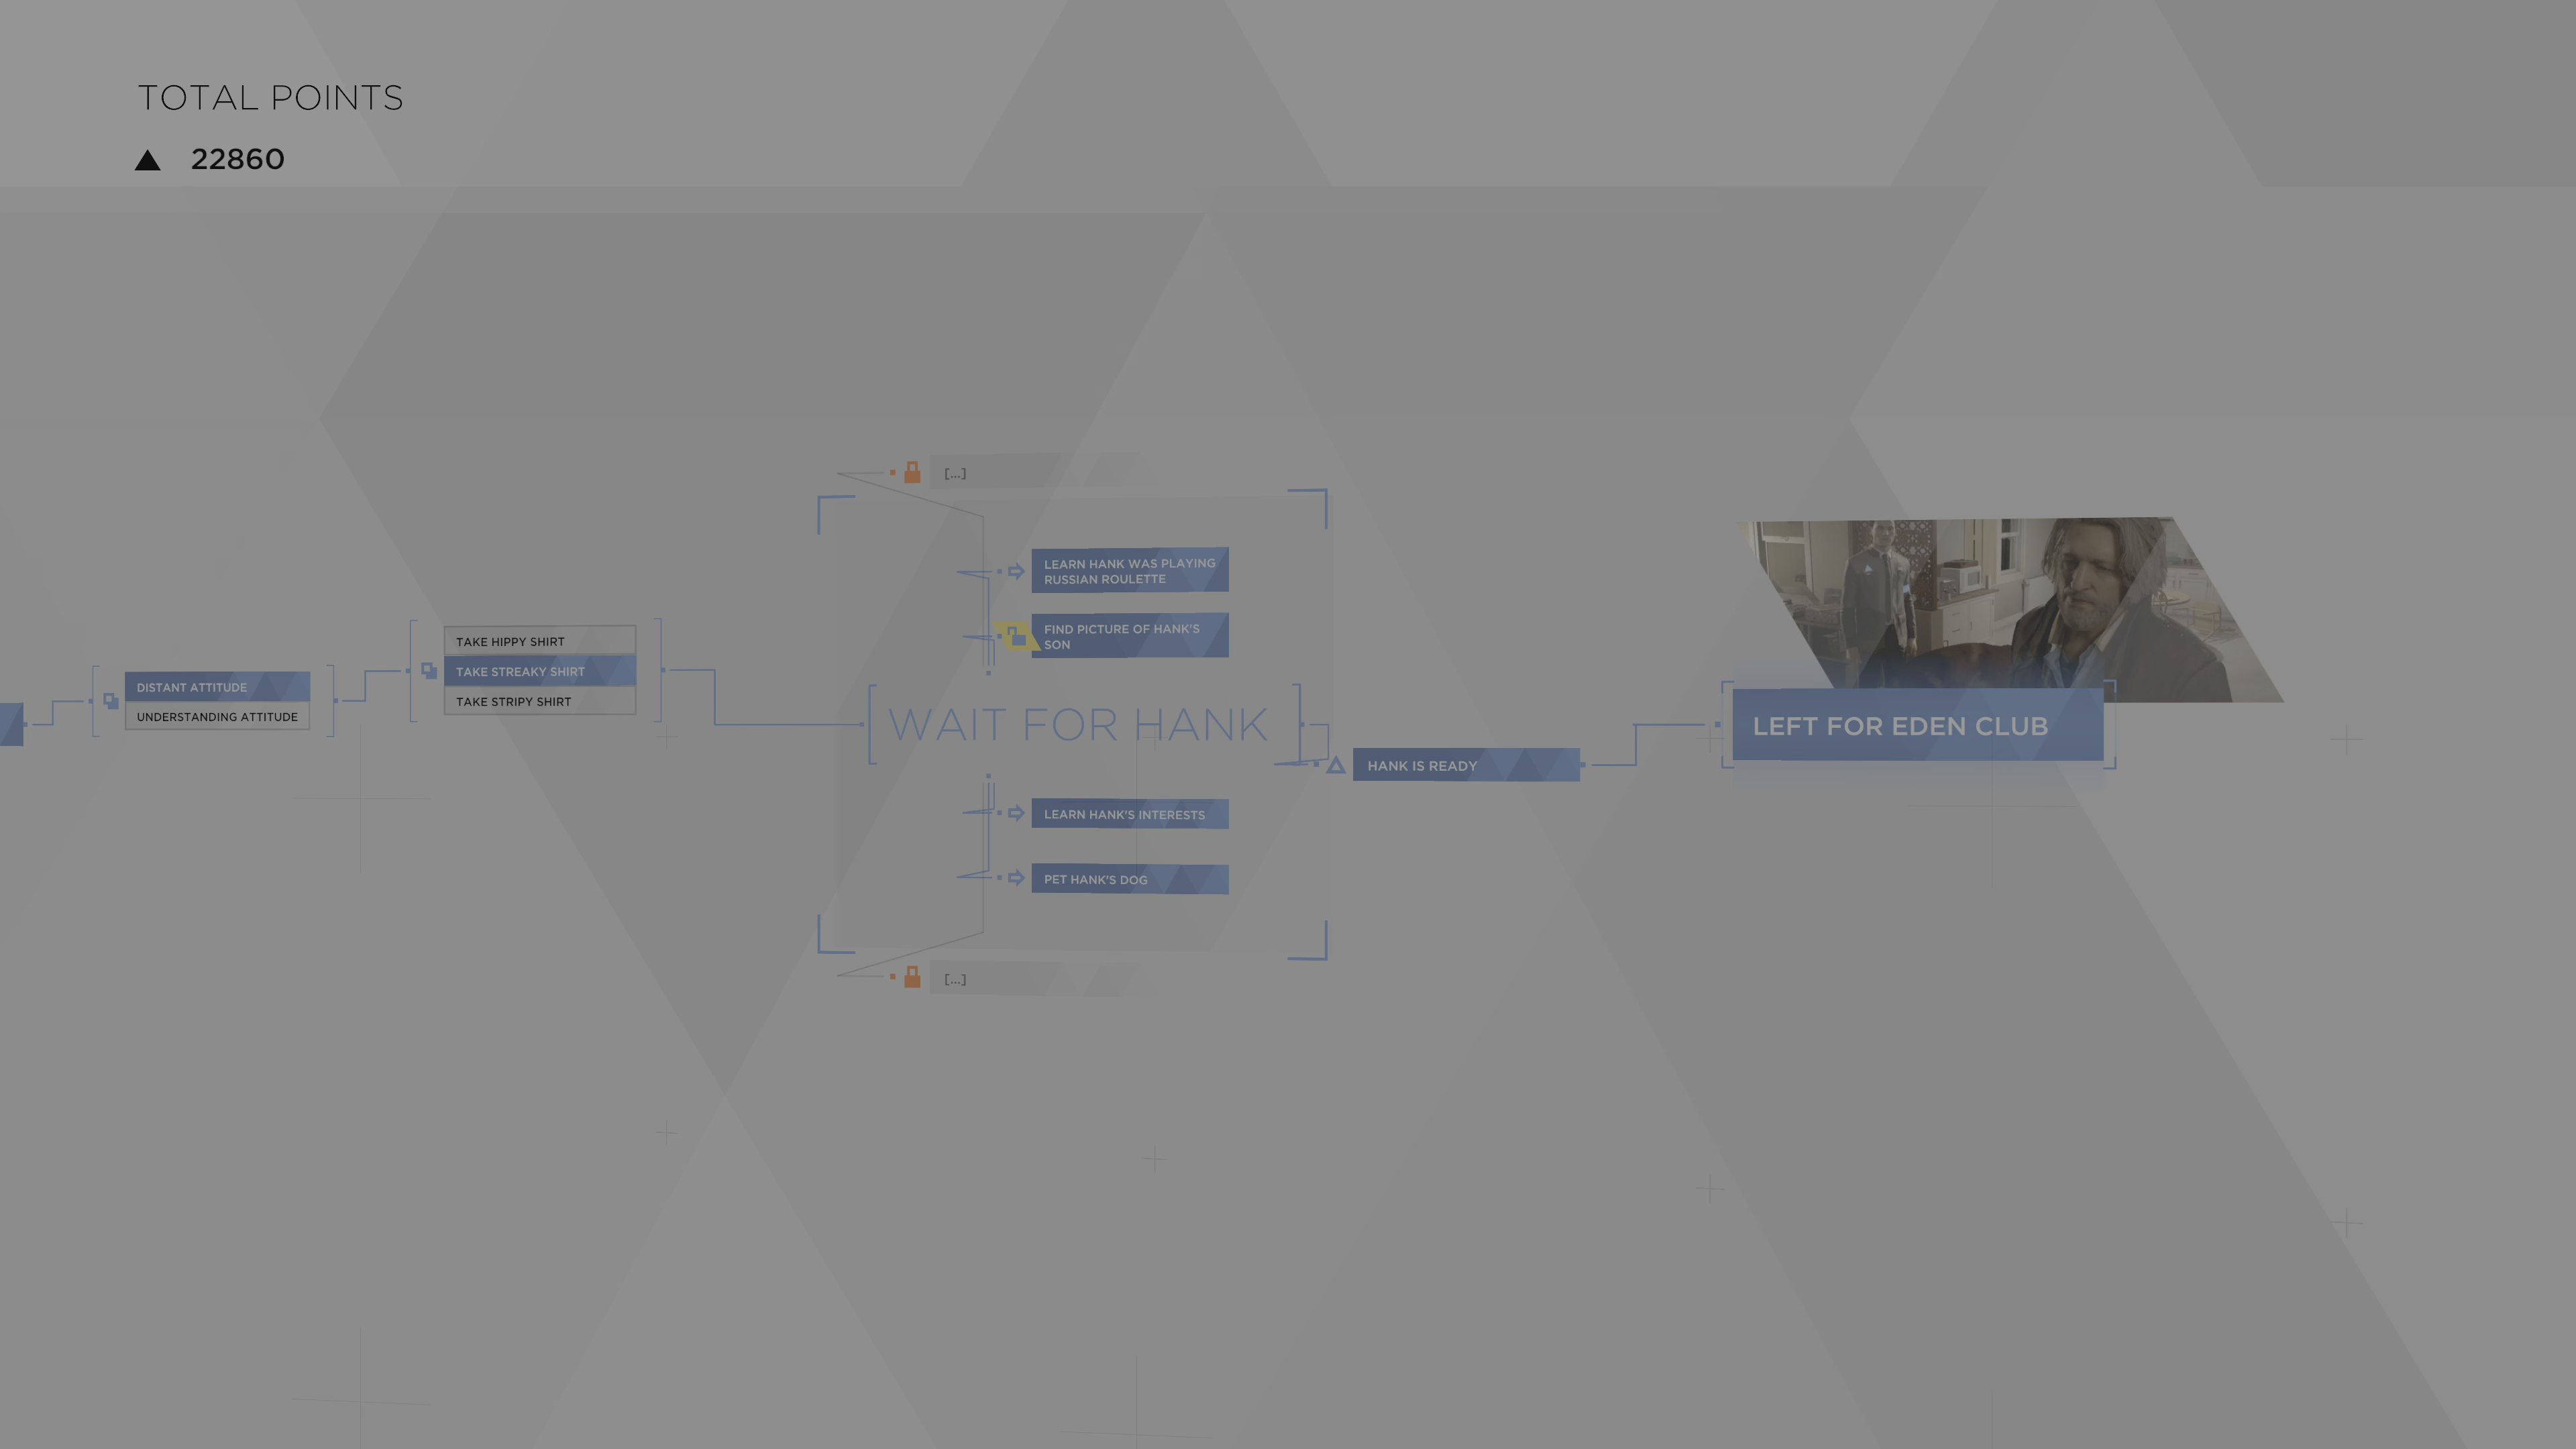 TOTAL POINTS
22860
[...]
LEARN HANK WAS PLAYING
RUSSIAN ROULETTE
FIND PICTURE OF HANK'S
SON
DISTANT ATTITUDE
UNDERSTANDING ATTITUDE
TAKE HIPPY SHIRT
TAKE STREAKY SHIRT
TAKE STRIPY SHIRT
WAIT FOR HANK
HANK IS READY
LEFT FOR EDEN CLUB
LEARN HANK'S INTERESTS
PET HANK'S DOG
[...]